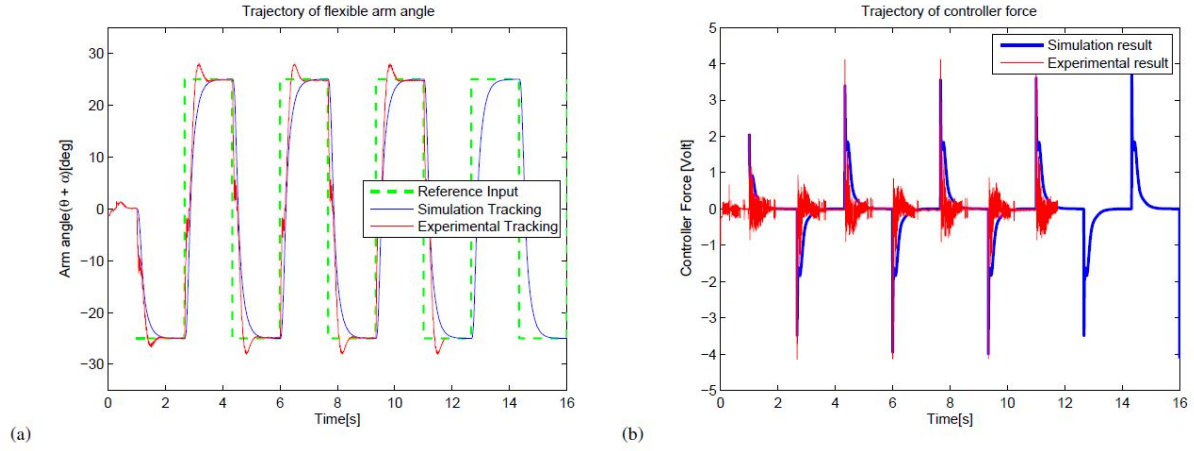 Trajectory of flexible arm angle
30
20
10
0
−10
−20
−30
Arm angle(θ + α)[deg]
Reference Input
Simulation Tracking
Experimental Tracking
0 2 4 6 8 10 12 14 16
Time[s]
(a)
Trajectory of controller force
5
4
3
2
1
0
−1
−2
−3
−4
−5
Controller Force [Volt]
Simulation result
Experimental result
0 2 4 6 8 10 12 14 16
Time[s]
(b)